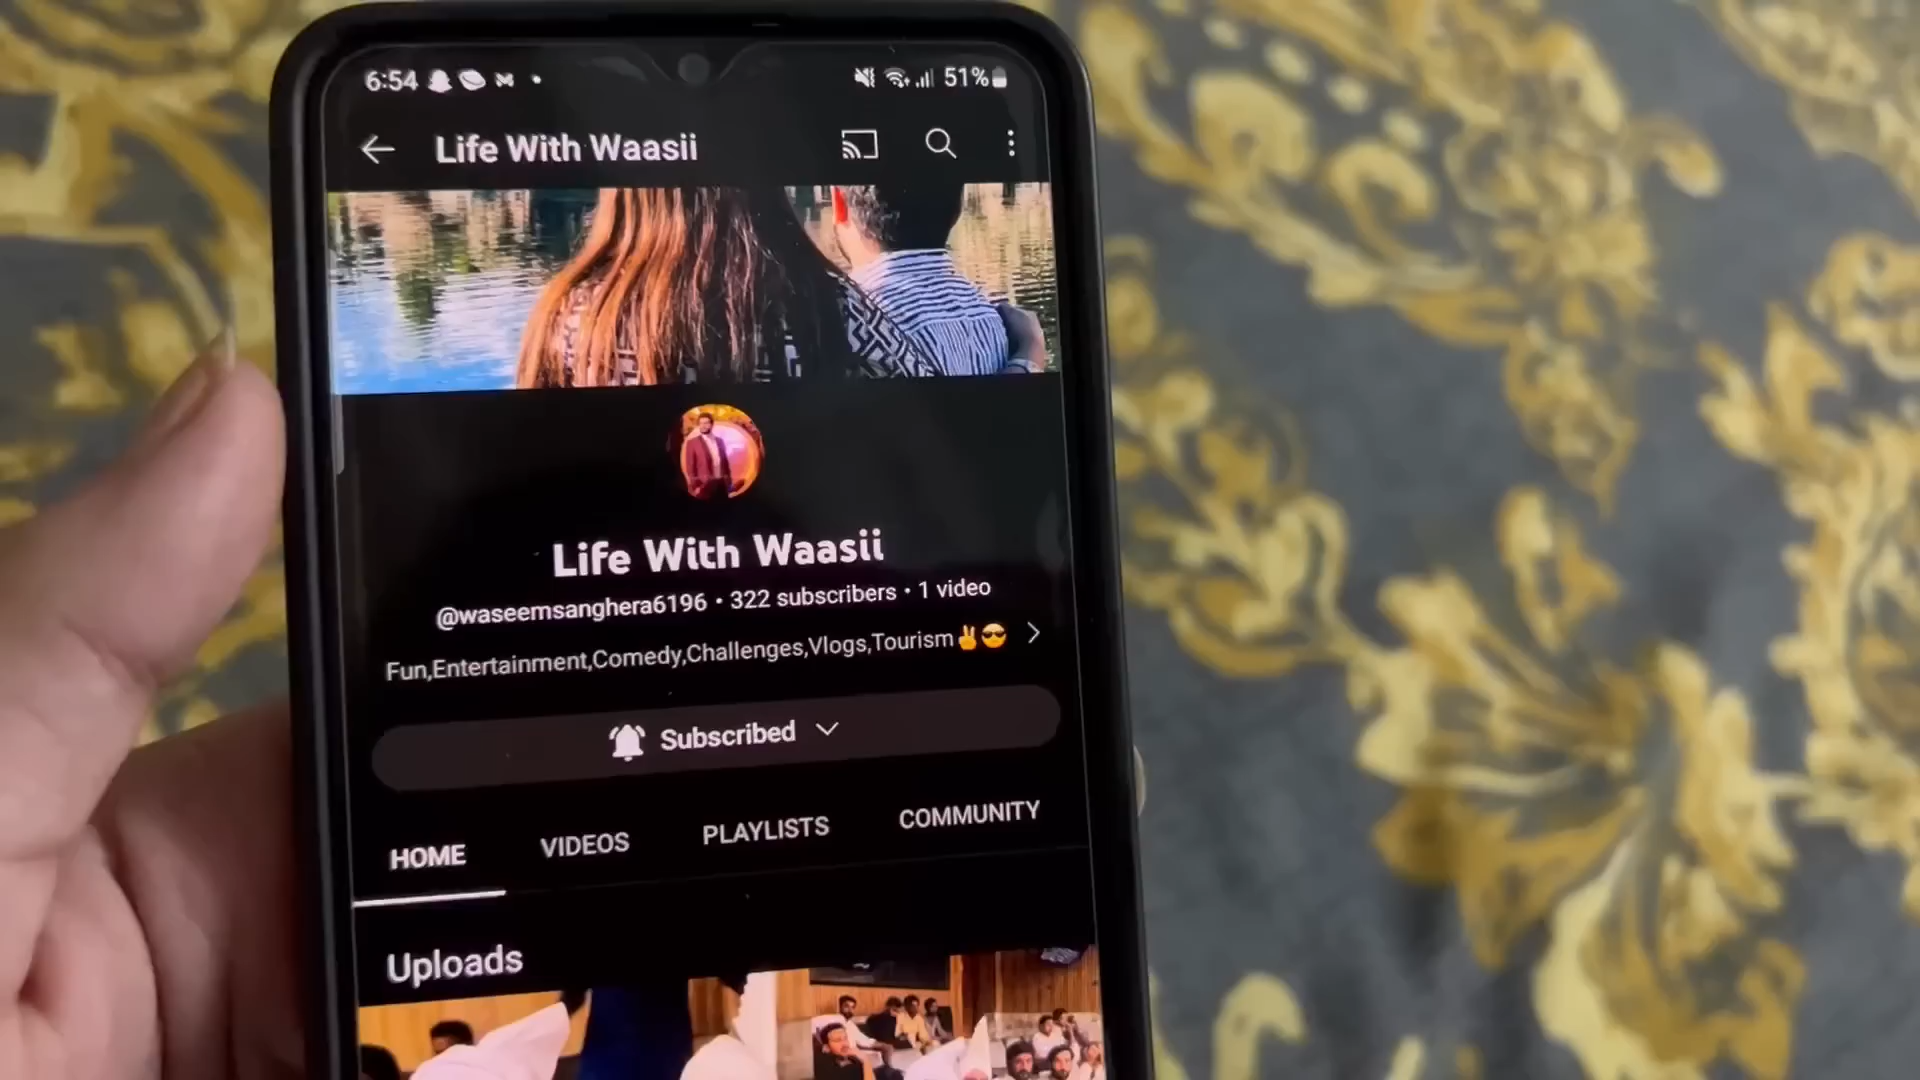 6:54 51%
Life With Waasii
Life With Waasii
@waseemsanghera6196 • 322 subscribers • 1 video
Fun,Entertainment,Comedy,Challenges,Vlogs,Tourism✌😎
Subscribed
HOME VIDEOS PLAYLISTS COMMUNITY
Uploads